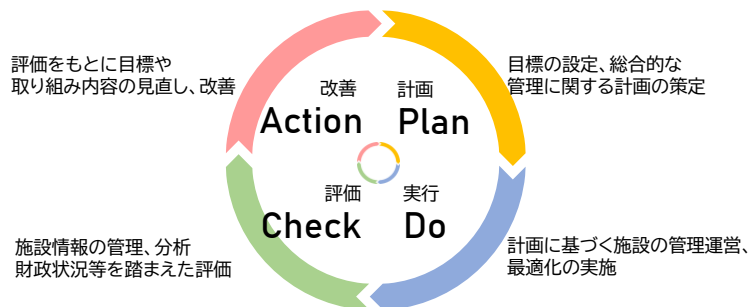 評価をもとに目標や
取り組み内容の見直し、改善
改善
Action
計画
Plan
目標の設定、総合的な
管理に関する計画の策定
評価
Check
実行
Do
施設情報の管理、分析
財政状況等を踏まえた評価
計画に基づく施設の管理運営、
最適化の実施